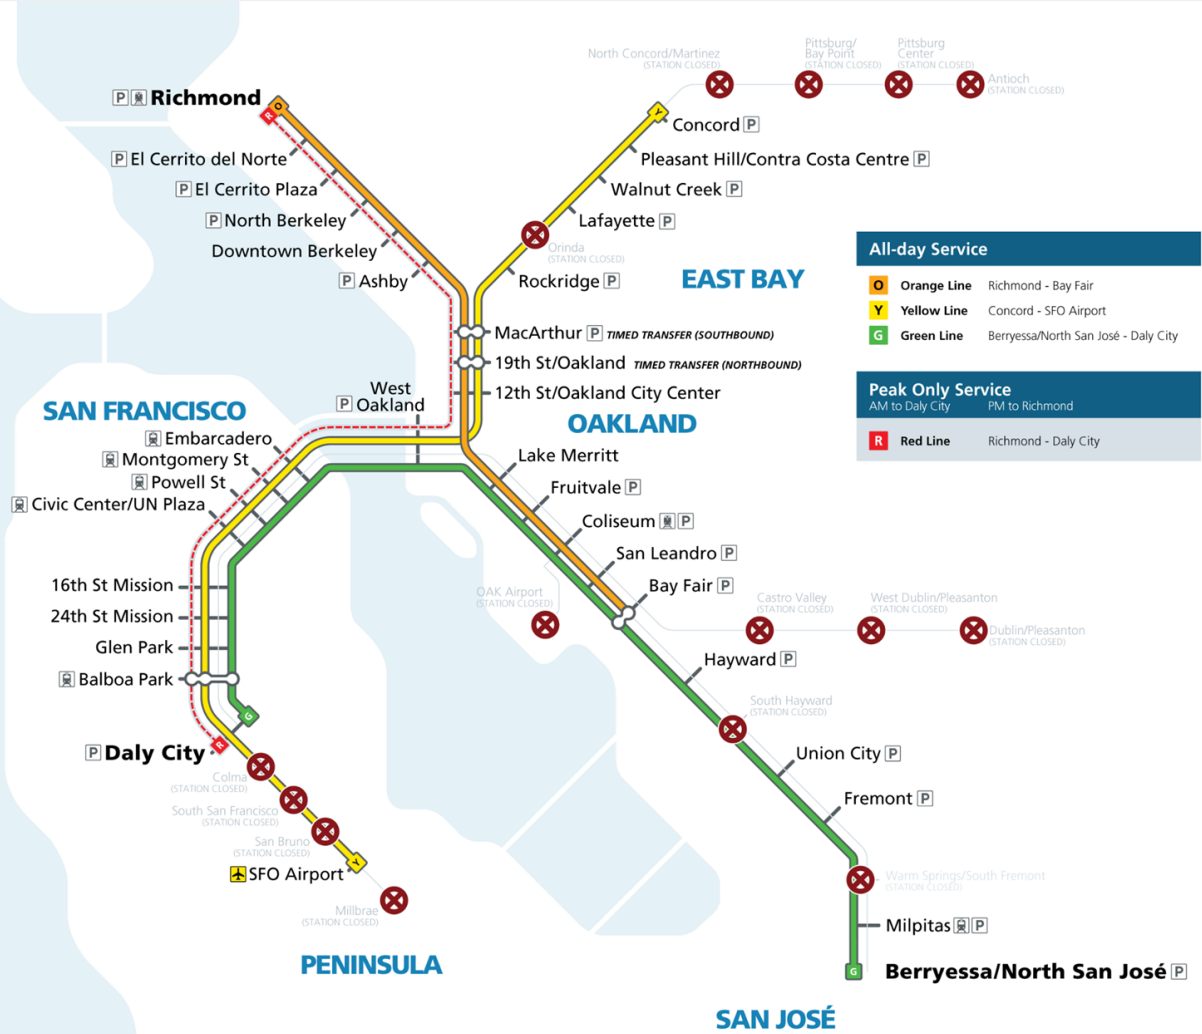 North Concord/Martinez
(STATION CLOSED)
Pittsburg/
Bay Point
(STATION CLOSED)
Pittsburg
Center
(STATION CLOSED)
Antioch
(STATION CLOSED)
P Richmond
O
R
Y
Concord P
P El Cerrito del Norte
Pleasant Hill/Contra Costa Centre P
P El Cerrito Plaza
Walnut Creek P
P North Berkeley
Lafayette P
Downtown Berkeley
Orinda
(STATION CLOSED)
P Ashby
Rockridge P
EAST BAY
All-day Service
O Orange Line Richmond - Bay Fair
Y Yellow Line Concord - SFO Airport
G Green Line Berryessa/North San José - Daly City
Peak Only Service
AM to Daly City PM to Richmond
R Red Line Richmond - Daly City
MacArthur P TIMED TRANSFER (SOUTHBOUND)
19th St/Oakland TIMED TRANSFER (NORTHBOUND)
12th St/Oakland City Center
West
P Oakland
SAN FRANCISCO
OAKLAND
Embarcadero
Montgomery St
Powell St
Civic Center/UN Plaza
Lake Merritt
Fruitvale P
Coliseum P
San Leandro P
Bay Fair P
OAK Airport
(STATION CLOSED)
Castro Valley
(STATION CLOSED)
West Dublin/Pleasanton
(STATION CLOSED)
Dublin/Pleasanton
(STATION CLOSED)
16th St Mission
24th St Mission
Glen Park
Balboa Park
Hayward P
South Hayward
(STATION CLOSED)
G
R
P Daly City
Union City P
Colma
(STATION CLOSED)
Fremont P
South San Francisco
(STATION CLOSED)
San Bruno
(STATION CLOSED)
Y
SFO Airport
Warm Springs/South Fremont
(STATION CLOSED)
Millbrae
(STATION CLOSED)
Milpitas P
PENINSULA
G
Berryessa/North San José P
SAN JOSÉ